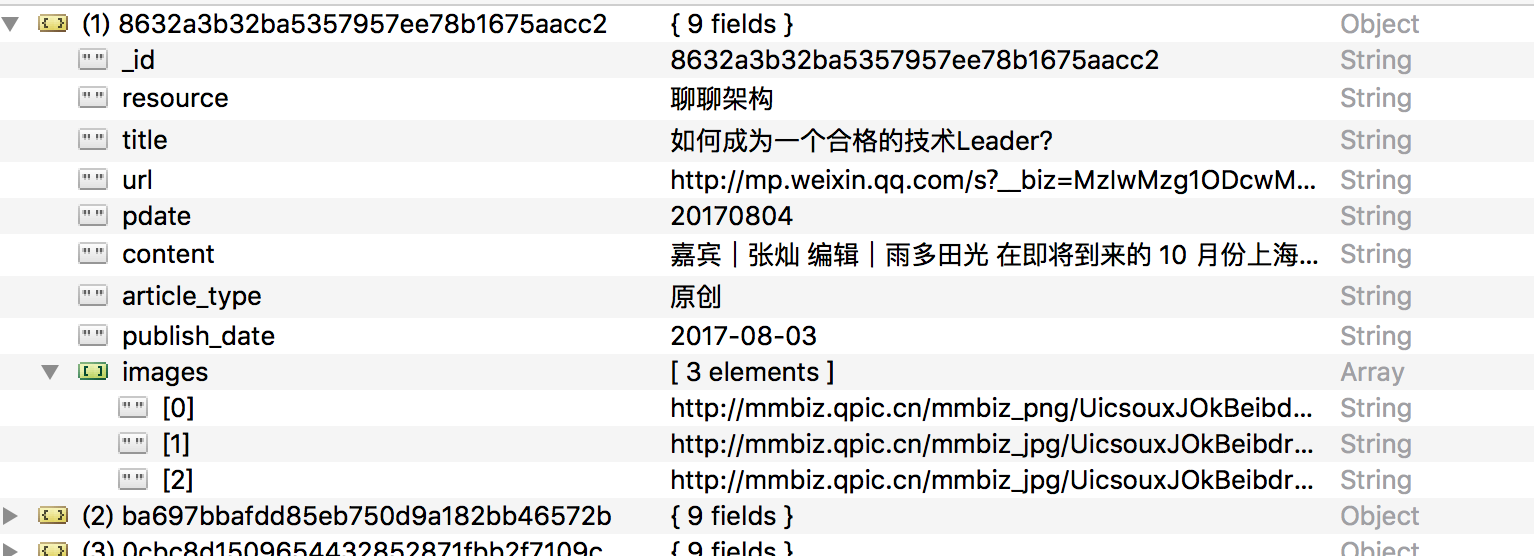 (1) 8632a3b32ba5357957ee78b1675aacc2 { 9 fields } Object
_id 8632a3b32ba5357957ee78b1675aacc2 String
resource 聊聊架构 String
title 如何成为一个合格的技术Leader? String
url http://mp.weixin.qq.com/s?__biz=MzIwMzg1ODcwM... String
pdate 20170804 String
content 嘉宾｜张灿 编辑｜雨多田光 在即将到来的 10 月份上海... String
article_type 原创 String
publish_date 2017-08-03 String
images [ 3 elements ] Array
[0] http://mmbiz.qpic.cn/mmbiz_png/UicsouxJOkBeibd... String
[1] http://mmbiz.qpic.cn/mmbiz_jpg/UicsouxJOkBeibdr... String
[2] http://mmbiz.qpic.cn/mmbiz_jpg/UicsouxJOkBeibdr... String
(2) ba697bbafdd85eb750d9a182bb46572b { 9 fields } Object
(3) 0cbc8d1509654432852871fbb2f7109c { 9 fields } Object